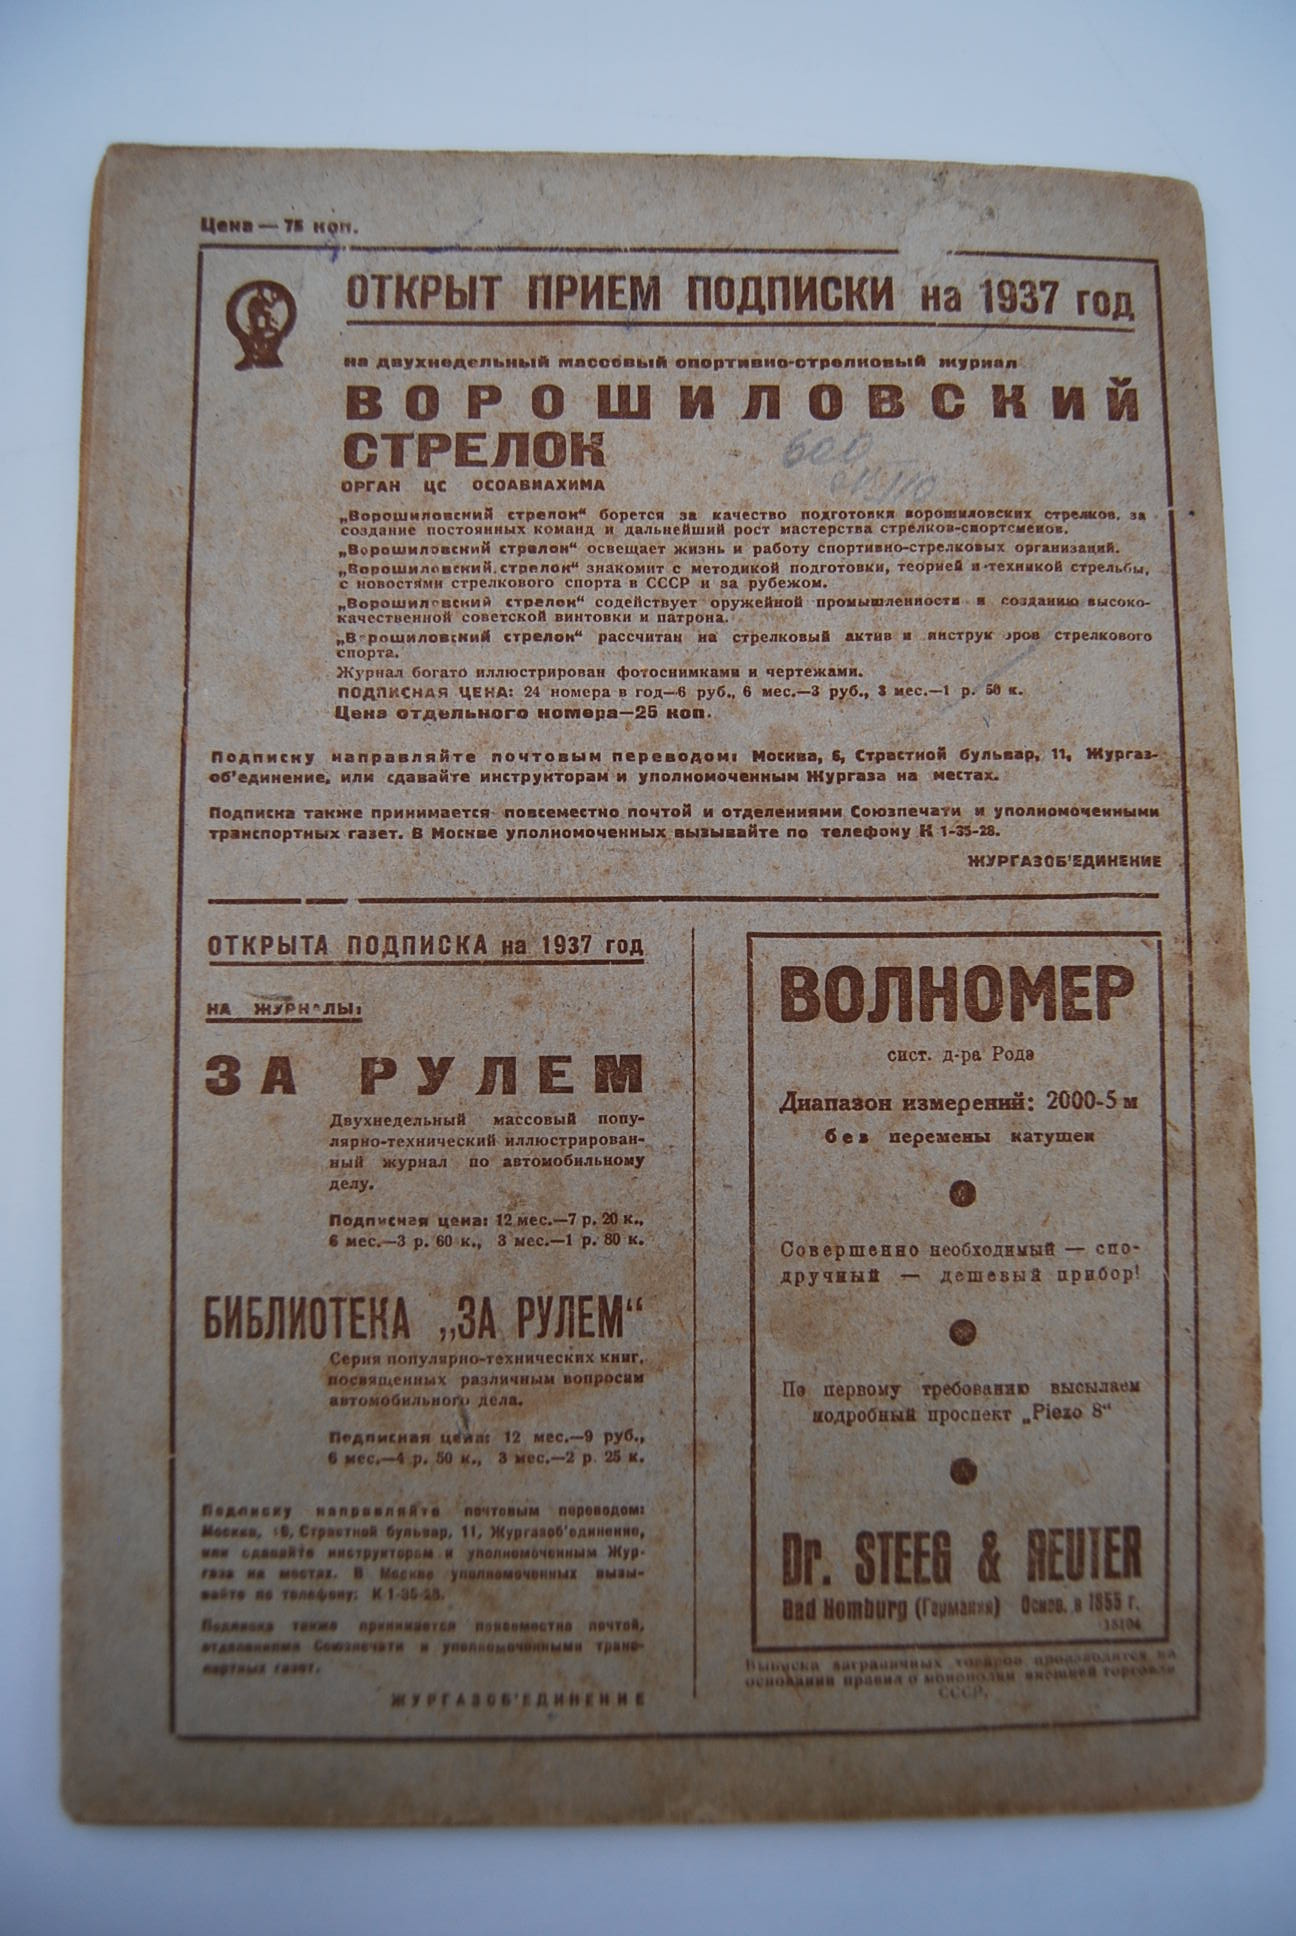 Цена — 75 коп.
ОТКРЫТ ПРИЕМ ПОДПИСКИ на 1937 год
на двухнедельный массовый спортивно-стрелковый журнал
ВОРОШИЛОВСКИЙ
СТРЕЛОК
ОРГАН ЦС ОСОАВИАХИМА
„Ворошиловский стрелок“ борется за качество подготовки ворошиловских стрелков, за
создание постоянных команд и дальнейший рост мастерства стрелков-спортсменов.
„Ворошиловский стрелок“ освещает жизнь и работу спортивно-стрелковых организаций.
„Ворошиловский стрелок“ знакомит с методикой подготовки, теорией и техникой стрельбы,
с новостями стрелкового спорта в СССР и за рубежом.
„Ворошиловский стрелок“ содействует оружейной промышленности в созданию высоко-
качественной советской винтовки и патрона.
„Ворошиловский стрелок“ рассчитан на стрелковый актив и инструкторов стрелкового
спорта.
Журнал богато иллюстрирован фотоснимками и чертежами.
ПОДПИСНАЯ ЦЕНА: 24 номера в год—6 руб., 6 мес.—3 руб., 3 мес.—1 р. 50 к.
Цена отдельного номера—25 коп.
Подписку направляйте почтовым переводом: Москва, 6, Страстной бульвар, 11, Жургаз-
об'единение, или сдавайте инструкторам и уполномоченным Жургаза на местах.
Подписка также принимается повсеместно почтой и отделениями Союзпечати и уполномоченными
транспортных газет. В Москве уполномоченных вызывайте по телефону К 1-35-28.
ЖУРГАЗОБ'ЕДИНЕНИЕ
ОТКРЫТА ПОДПИСКА на 1937 год
НА ЖУРНАЛЫ:
ЗА РУЛЕМ
Двухнедельный массовый попу-
лярно-технический иллюстрирован-
ный журнал по автомобильному
делу.
Подписная цена: 12 мес.—7 р. 20 к.,
6 мес.—3 р. 60 к., 3 мес.—1 р. 80 к.
БИБЛИОТЕКА „ЗА РУЛЕМ“
Серия популярно-технических книг,
посвященных различным вопросам
автомобильного дела.
Подписная цена: 12 мес.—9 руб.,
6 мес.—4 р. 50 к., 3 мес.—2 р. 25 к.
Подписку направляйте почтовым переводом:
Москва, 6, Страстной бульвар, 11, Жургазоб'единение,
или сдавайте инструкторам и уполномоченным Жур-
газа на местах. В Москве уполномоченных вызы-
вайте по телефону: К 1-35-28.
Подписка также принимается повсеместно почтой,
отделениями Союзпечати и уполномоченными транс-
портных газет.
ЖУРГАЗОБ'ЕДИНЕНИЕ
ВОЛНОМЕР
сист. д-ра Родэ
Диапазон измерений: 2000-5 м
без перемены катушек
Совершенно необходимый — спо-
дручный — дешевый прибор!
По первому требованию высылаем
подробный проспект „Piezo 8“
Dr. STEEG & REUTER
Bad Homburg (Германия) Основ. в 1855 г.
15104
Выписка заграничных товаров производится на
основании правил о монополии внешней торговли
СССР.